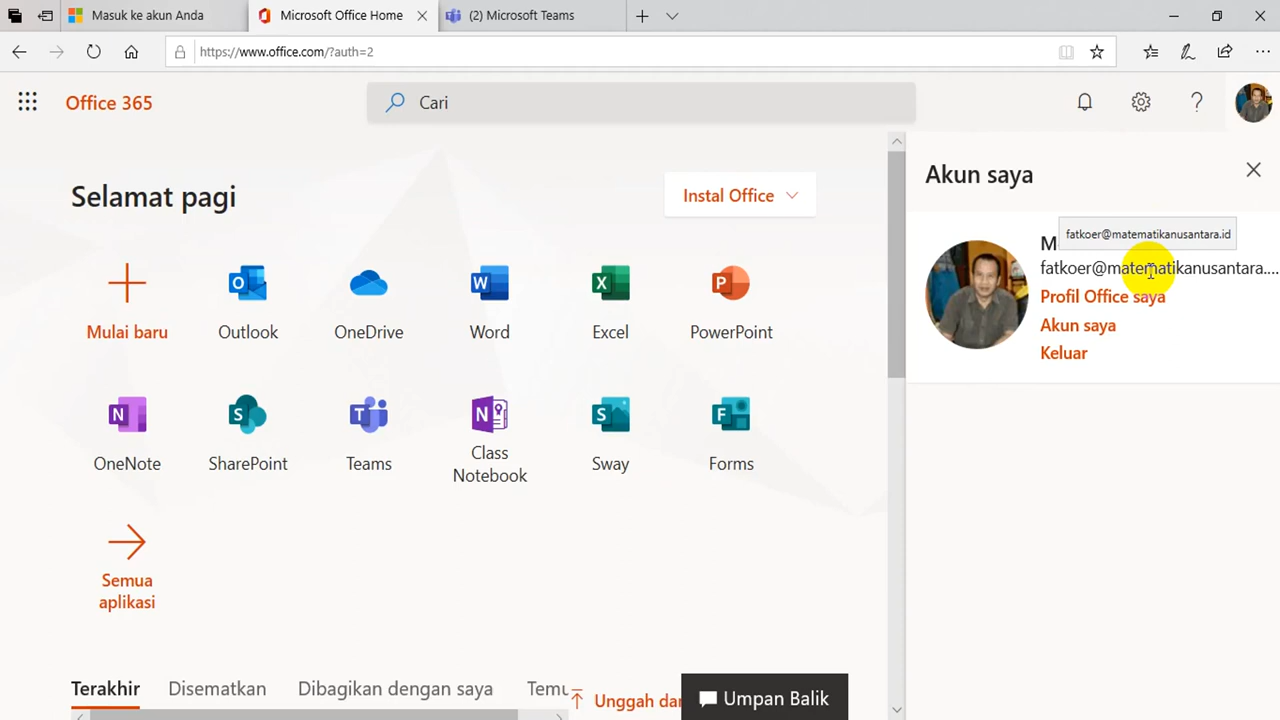 Masuk ke akun Anda
Microsoft Office Home
(2) Microsoft Teams
https://www.office.com/?auth=2
Office 365
Cari
Selamat pagi
Instal Office
Mulai baru
Outlook
OneDrive
Word
Excel
PowerPoint
OneNote
SharePoint
Teams
Class
Notebook
Sway
Forms
Semua
aplikasi
Terakhir
Disematkan
Dibagikan dengan saya
Unggah
Umpan Balik
Akun saya
fatkoer@matematikanusantara.id
fatkoer@matematikanusantara....
Profil Office saya
Akun saya
Keluar